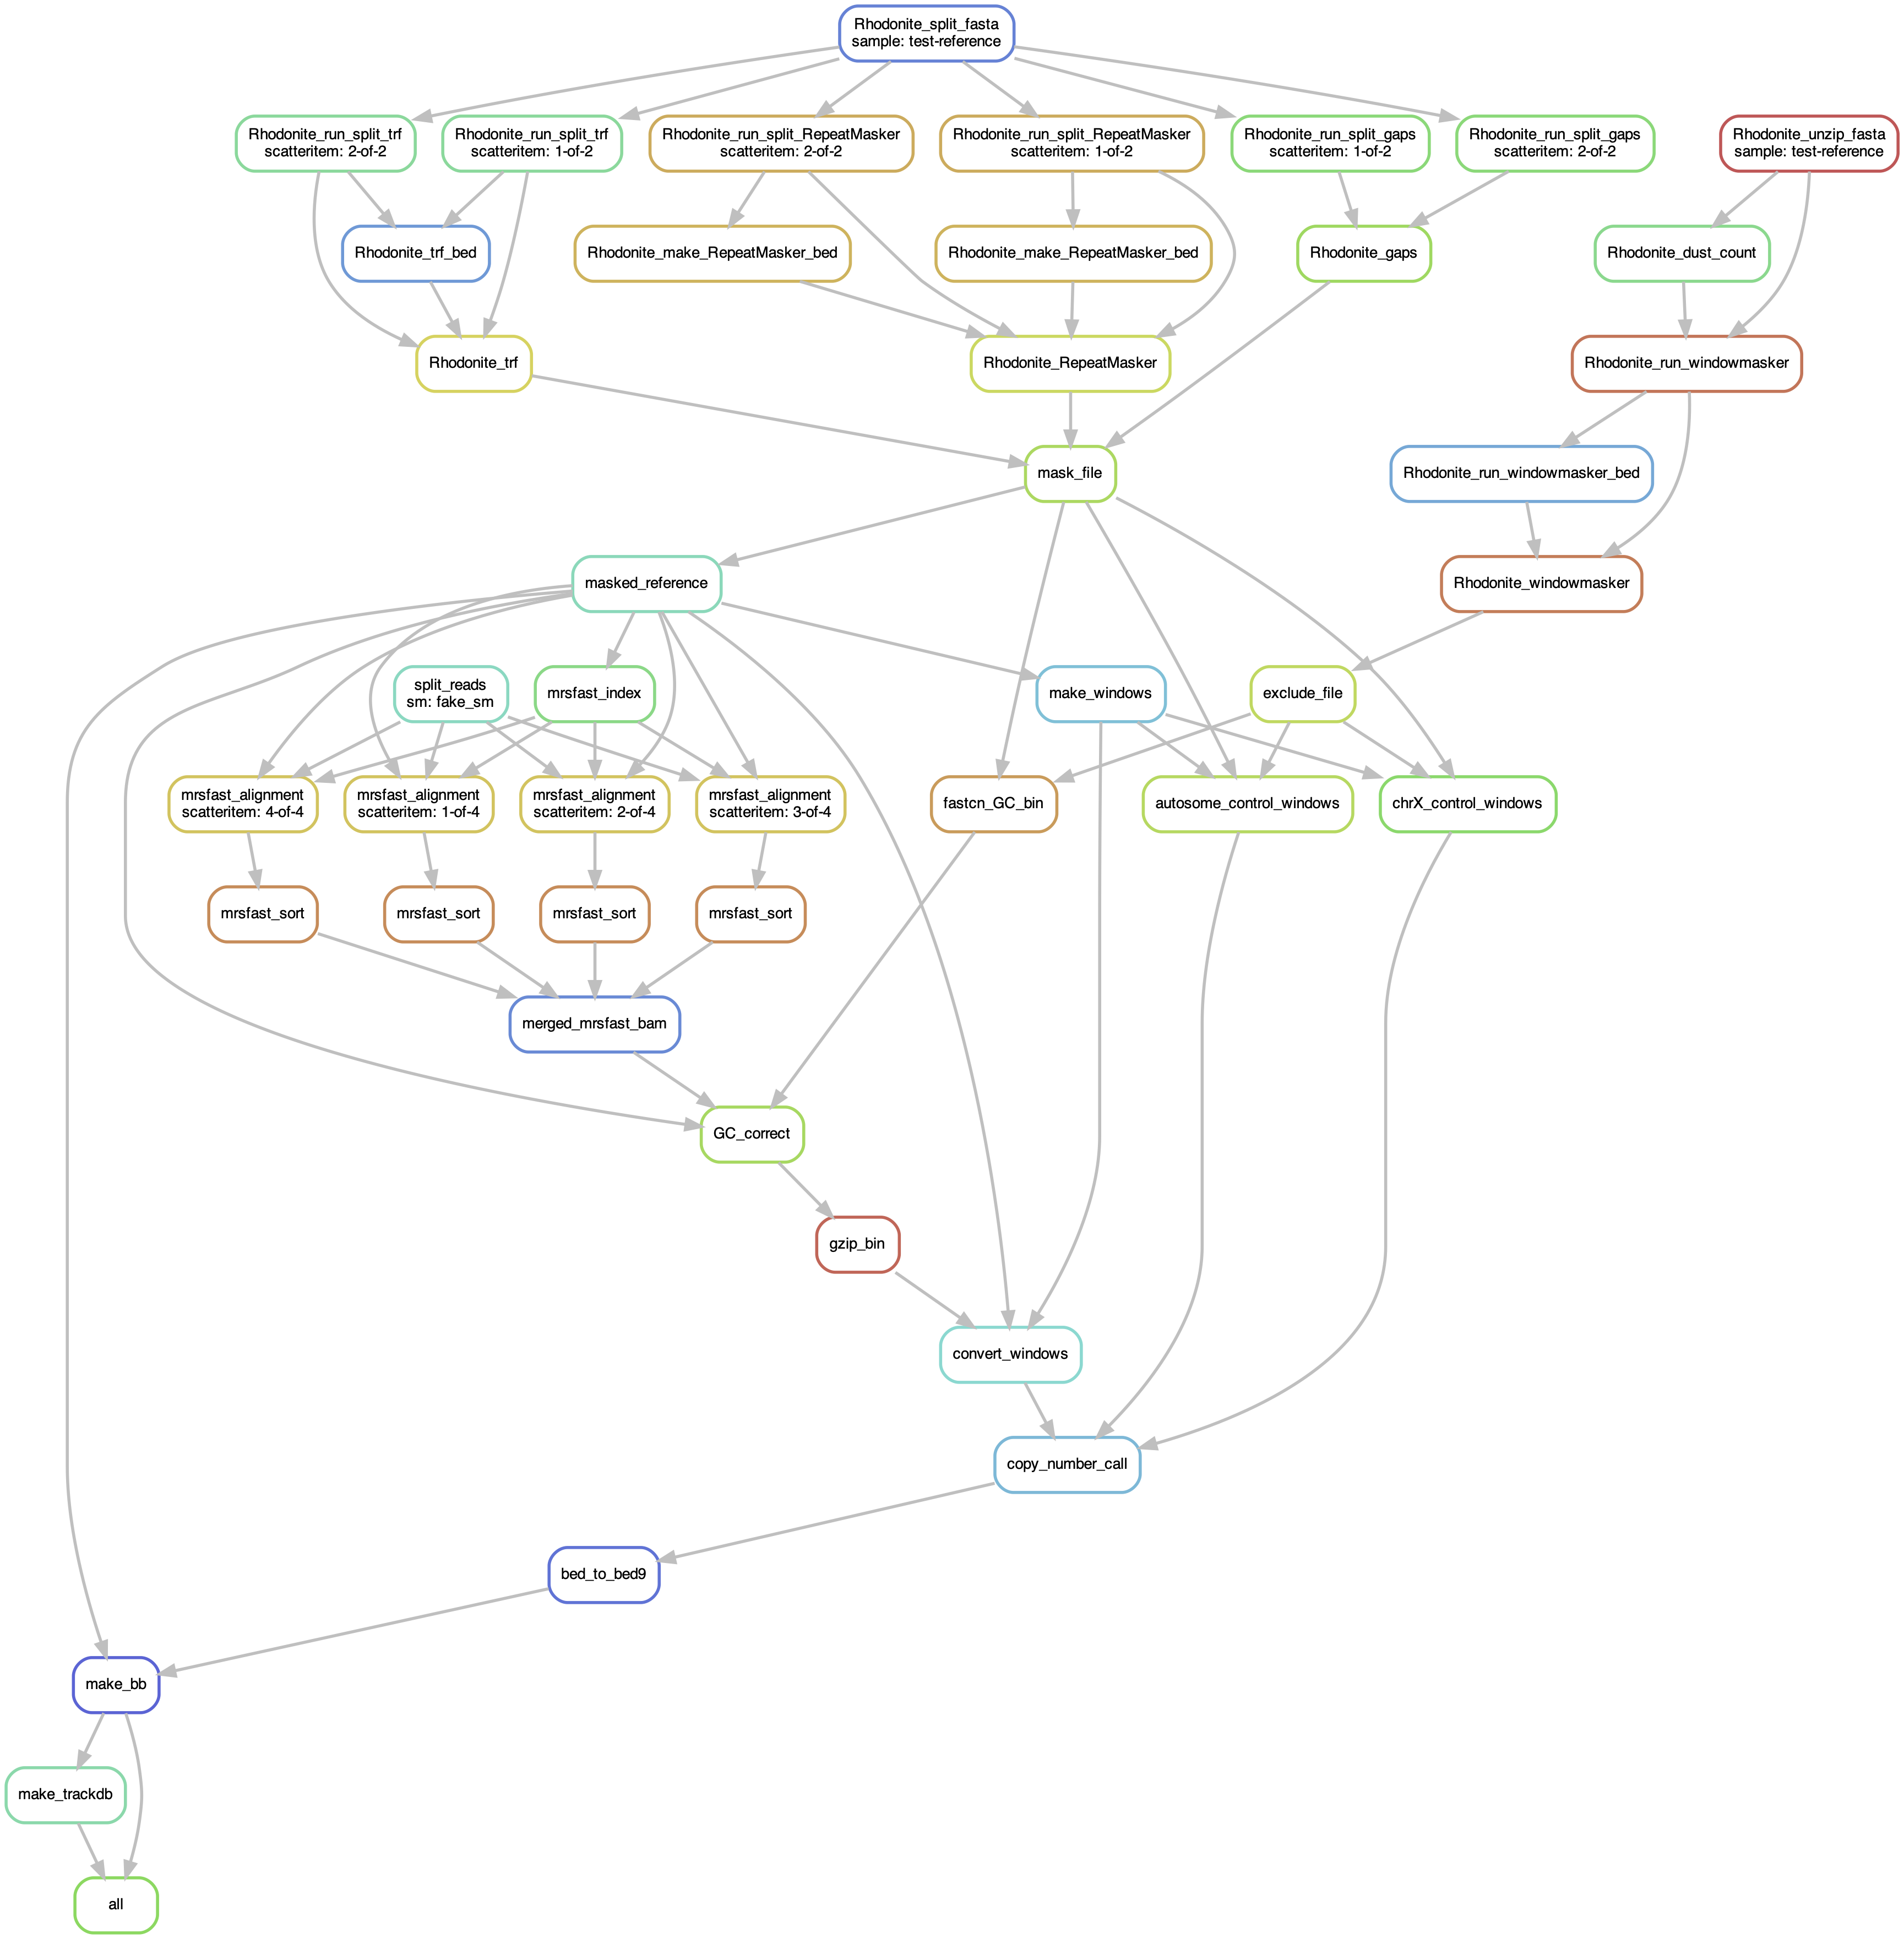 Rhodonite_split_fasta
sample: test-reference
Rhodonite_run_split_trf
scatteritem: 2-of-2
Rhodonite_run_split_trf
scatteritem: 1-of-2
Rhodonite_run_split_RepeatMasker
scatteritem: 2-of-2
Rhodonite_run_split_RepeatMasker
scatteritem: 1-of-2
Rhodonite_run_split_gaps
scatteritem: 1-of-2
Rhodonite_run_split_gaps
scatteritem: 2-of-2
Rhodonite_unzip_fasta
sample: test-reference
Rhodonite_trf_bed
Rhodonite_make_RepeatMasker_bed
Rhodonite_make_RepeatMasker_bed
Rhodonite_gaps
Rhodonite_dust_count
Rhodonite_trf
Rhodonite_RepeatMasker
Rhodonite_run_windowmasker
mask_file
Rhodonite_run_windowmasker_bed
masked_reference
Rhodonite_windowmasker
split_reads
sm: fake_sm
mrsfast_index
make_windows
exclude_file
mrsfast_alignment
scatteritem: 4-of-4
mrsfast_alignment
scatteritem: 1-of-4
mrsfast_alignment
scatteritem: 2-of-4
mrsfast_alignment
scatteritem: 3-of-4
fastcn_GC_bin
autosome_control_windows
chrX_control_windows
mrsfast_sort
mrsfast_sort
mrsfast_sort
mrsfast_sort
merged_mrsfast_bam
GC_correct
gzip_bin
convert_windows
copy_number_call
bed_to_bed9
make_bb
make_trackdb
all